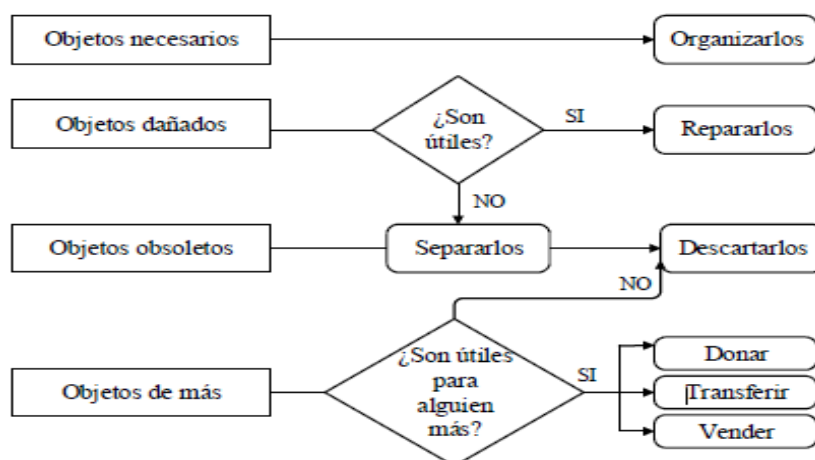 Objetos necesarios
Organizarlos
Objetos dañados
¿Son
útiles?
SI
Repararlos
NO
Objetos obsoletos
Separarlos
Descartarlos
NO
Objetos de más
¿Son útiles
para
alguien
más?
SI
Donar
Transferir
Vender